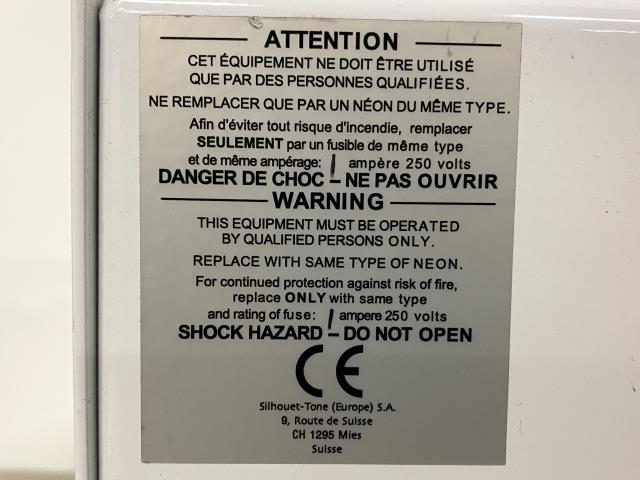 ATTENTION
CET ÉQUIPEMENT NE DOIT ÊTRE UTILISÉ
QUE PAR DES PERSONNES QUALIFIÉES.
NE REMPLACER QUE PAR UN NÉON DU MÊME TYPE.
Afin d'éviter tout risque d'incendie, remplacer
SEULEMENT par un fusible de même type
et de même ampérage: 1 ampère 250 volts
DANGER DE CHOC – NE PAS OUVRIR
WARNING
THIS EQUIPMENT MUST BE OPERATED
BY QUALIFIED PERSONS ONLY.
REPLACE WITH SAME TYPE OF NEON.
For continued protection against risk of fire,
replace ONLY with same type
and rating of fuse: 1 ampere 250 volts
SHOCK HAZARD – DO NOT OPEN
CE
Silhouet-Tone (Europe) S.A.
9, Route de Suisse
CH 1295 Mies
Suisse